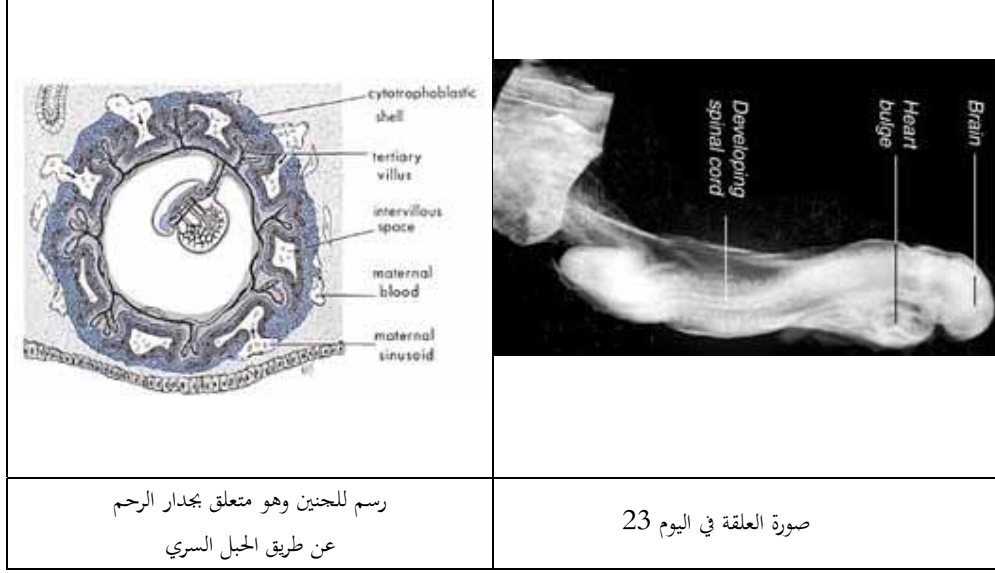 cytotrophoblastic
shell
tertiary
villus
intervillous
space
maternal
blood
maternal
sinusoid
Developing
spinal cord
Heart
bulge
Brain
صورة العلقة في اليوم 23
رسم للجنين وهو متعلق بجدار الرحم
عن طريق الحبل السري